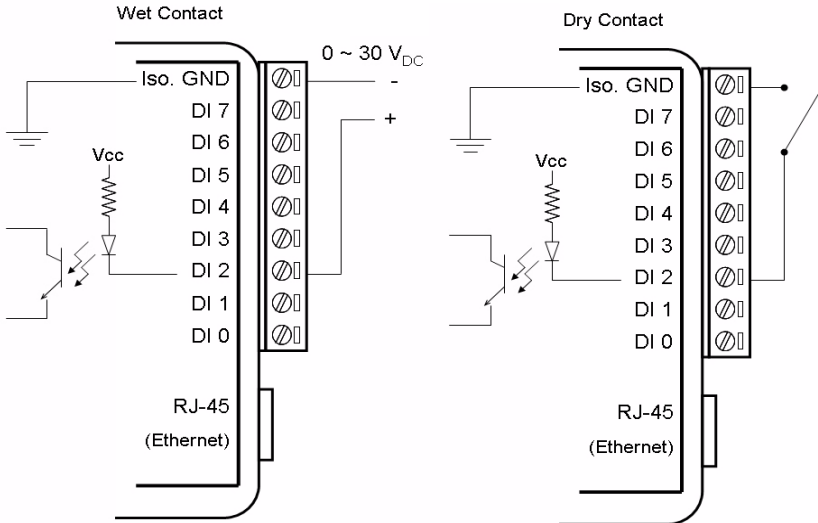 Wet Contact
0 ~ 30 VDC
Iso. GND
-
DI 7
+
DI 6
Vcc
DI 5
DI 4
DI 3
DI 2
DI 1
DI 0
RJ-45
(Ethernet)
Dry Contact
Iso. GND
DI 7
DI 6
Vcc
DI 5
DI 4
DI 3
DI 2
DI 1
DI 0
RJ-45
(Ethernet)